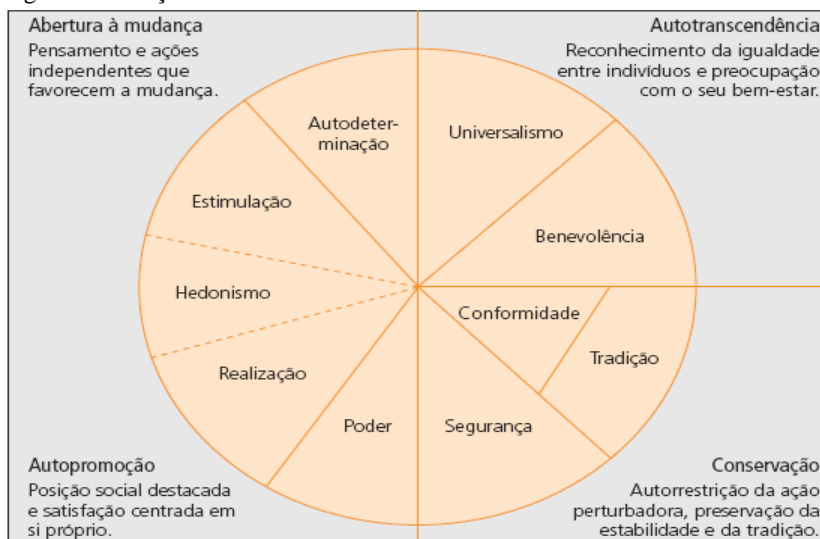 Abertura à mudança
Pensamento e ações
independentes que
favorecem a mudança.
Autotranscendência
Reconhecimento da igualdade
entre indivíduos e preocupação
com o seu bem-estar.
Autodeter-
minação
Universalismo
Estimulação
Benevolência
Hedonismo
Conformidade
Tradição
Realização
Poder
Segurança
Autopromoção
Posição social destacada
e satisfação centrada em
si próprio.
Conservação
Autorrestrição da ação
perturbadora, preservação da
estabilidade e da tradição.